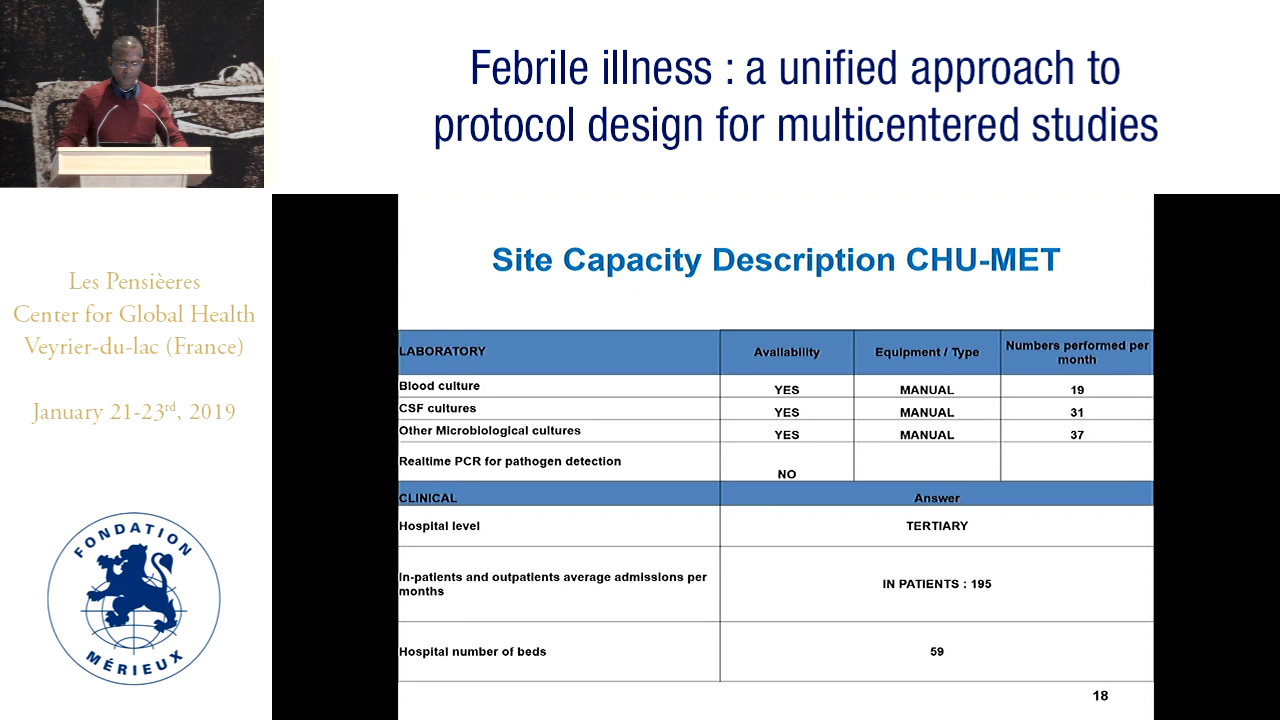 Febrile illness : a unified approach to
protocol design for multicentered studies
Les Pensièeres
Center for Global Health
Veyrier-du-lac (France)
January 21-23rd, 2019
FONDATION
MÉRIEUX
Site Capacity Description CHU-MET
LABORATORY Availability Equipment / Type Numbers performed per
month
Blood culture YES MANUAL 19
CSF cultures YES MANUAL 31
Other Microbiological cultures YES MANUAL 37
Realtime PCR for pathogen detection NO
CLINICAL Answer
Hospital level TERTIARY
In-patients and outpatients average admissions per
months
IN PATIENTS : 195
Hospital number of beds 59
18